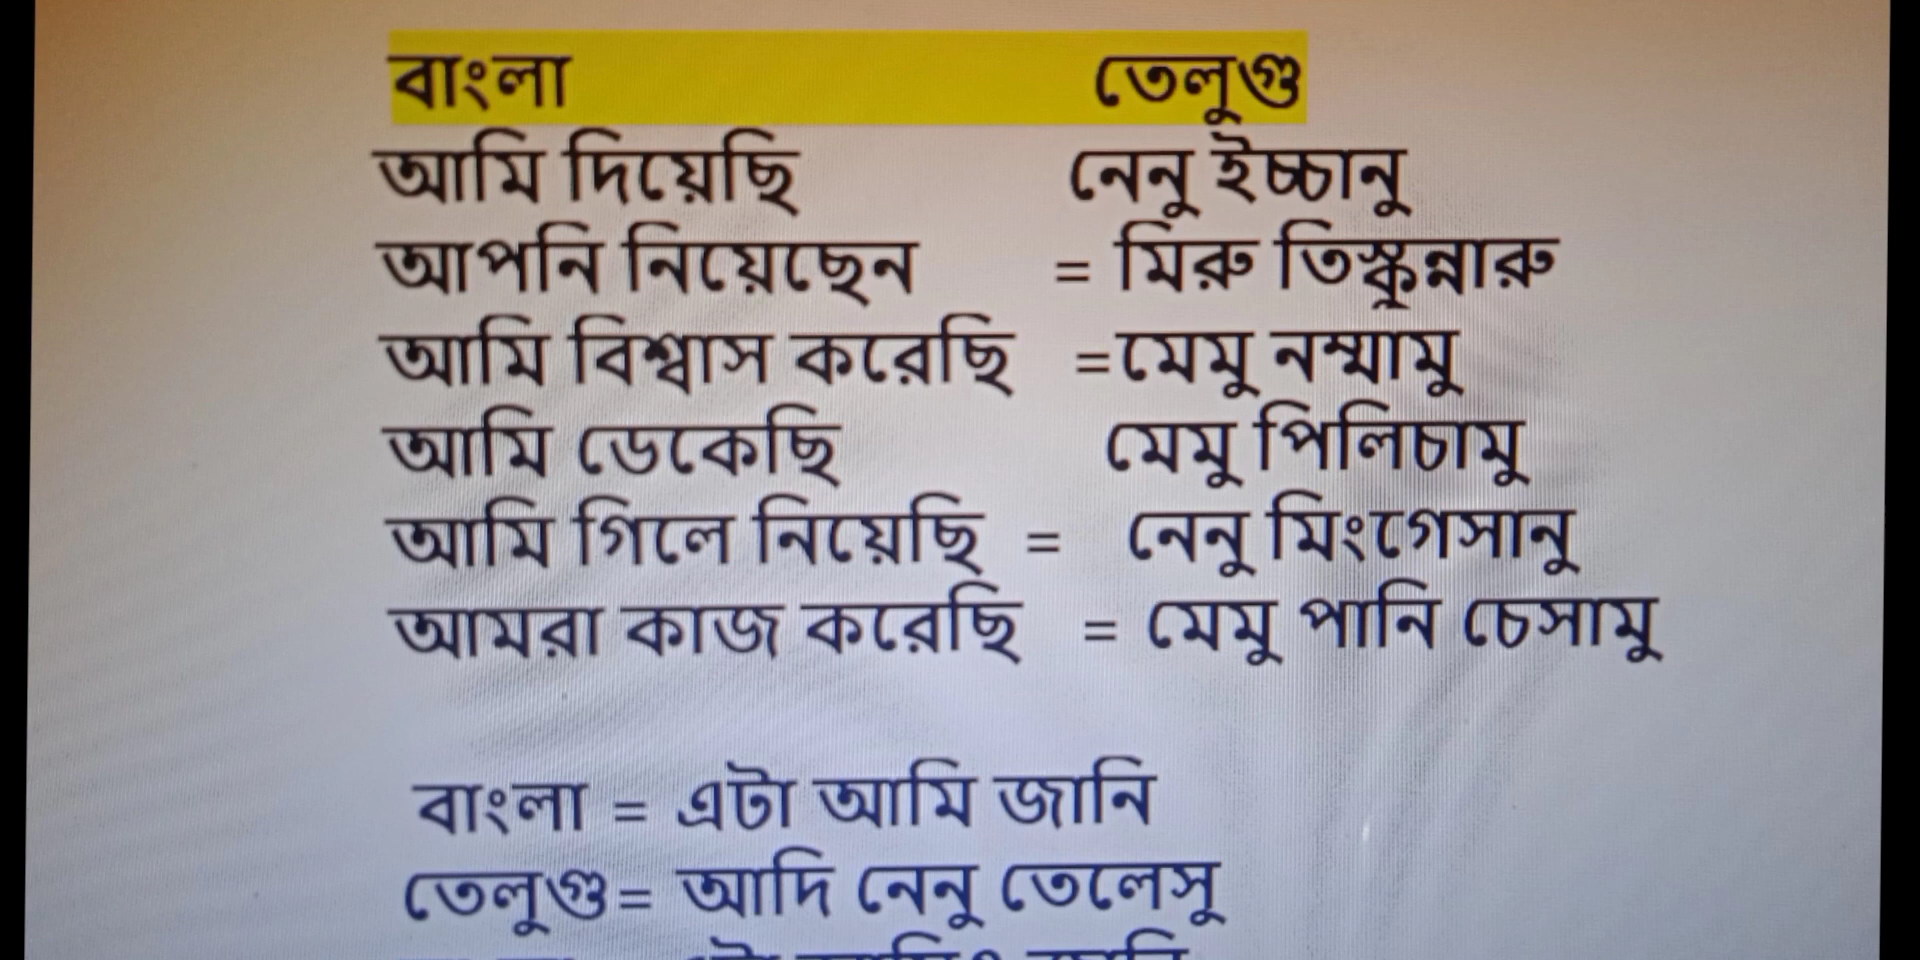 বাংলা তেলুগু
আমি দিয়েছি নেনু ইচ্চানু
আপনি নিয়েছেন = মিরু তিস্কুন্নারু
আমি বিশ্বাস করেছি =মেমু নম্মামু
আমি ডেকেছি মেমু পিলিচামু
আমি গিলে নিয়েছি = নেনু মিংগেসানু
আমরা কাজ করেছি = মেমু পানি চেসামু
বাংলা = এটা আমি জানি
তেলুগু= আদি নেনু তেলেসু